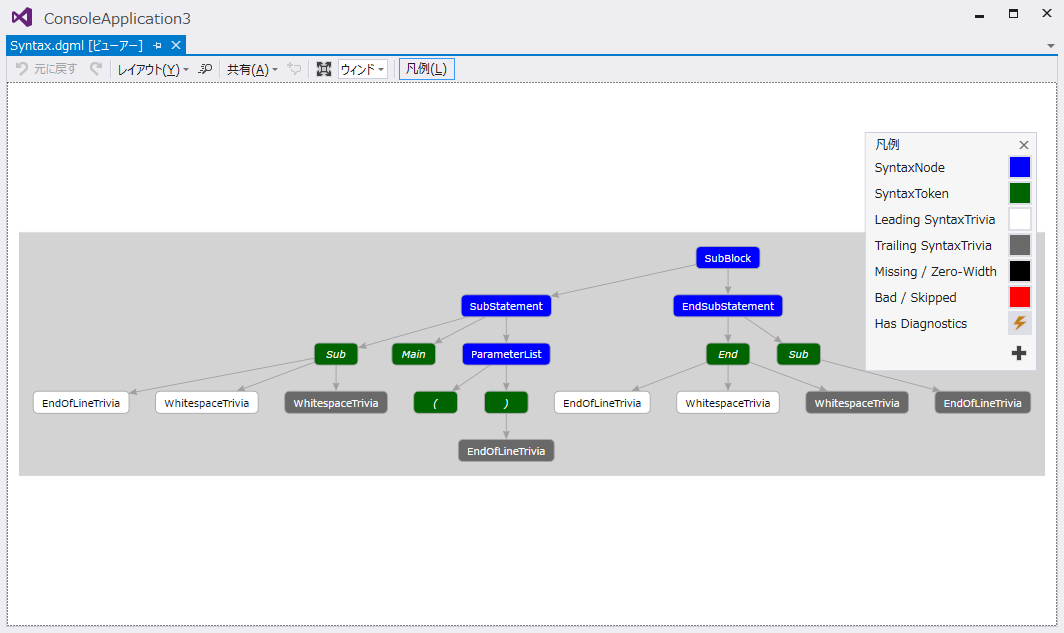 ConsoleApplication3
Syntax.dgml [ビューアー]
元に戻す レイアウト(Y) 共有(A) ウィンド 凡例(L)
凡例
SyntaxNode
SyntaxToken
Leading SyntaxTrivia
Trailing SyntaxTrivia
Missing / Zero-Width
Bad / Skipped
Has Diagnostics
SubBlock
SubStatement EndSubStatement
Sub Main ParameterList End Sub
EndOfLineTrivia WhitespaceTrivia WhitespaceTrivia ( ) EndOfLineTrivia WhitespaceTrivia WhitespaceTrivia EndOfLineTrivia
EndOfLineTrivia